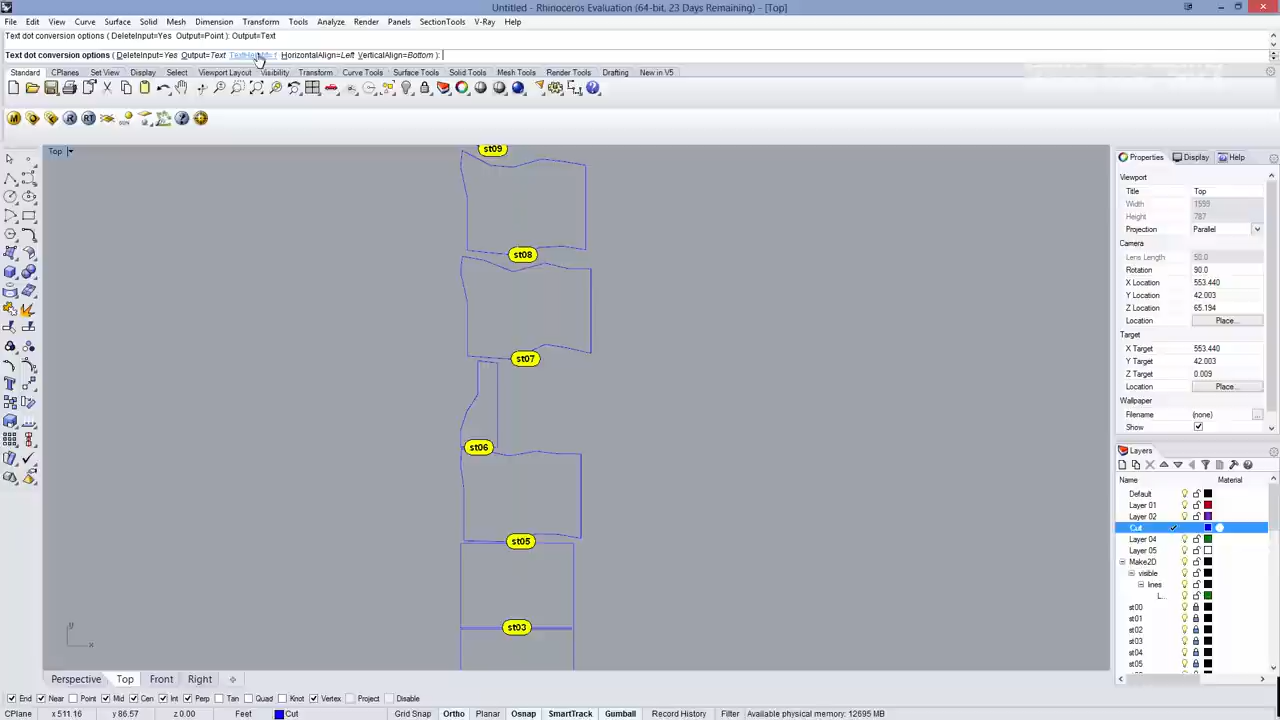 Untitled - Rhinoceros Evaluation (64-bit, 23 Days Remaining) - [Top]
File Edit View Curve Surface Solid Mesh Dimension Transform Tools Analyze Render Panels SectionTools V-Ray Help
Text dot conversion options ( DeleteInput=Yes Output=Point ): Output=Text
Text dot conversion options ( DeleteInput=Yes Output=Text TextHeight=1 HorizontalAlign=Left VerticalAlign=Bottom ):
Standard CPlanes Set View Display Select Viewport Layout Visibility Transform Curve Tools Surface Tools Solid Tools Mesh Tools Render Tools Drafting New in V5
Top
st09
st08
st07
st06
st05
st03
y
x
Properties Display Help
Viewport
Title Top
Width 1599
Height 787
Projection Parallel
Camera
Lens Length 50.0
Rotation 90.0
X Location 553.440
Y Location 42.003
Z Location 65.194
Location Place...
Target
X Target 553.440
Y Target 42.003
Z Target 0.009
Location Place...
Wallpaper
Filename (none)
Show
Layers
Name Material
Default
Layer 01
Layer 02
Cut
Layer 04
Layer 05
Make2D
visible
lines
L...
st00
st01
st02
st03
st04
st05
Perspective Top Front Right
End Near Point Mid Cen Int Perp Tan Quad Knot Vertex Project Disable
CPlane x 511.16 y 86.57 z 0.00 Feet Cut Grid Snap Ortho Planar Osnap SmartTrack Gumball Record History Filter Available physical memory: 12695 MB